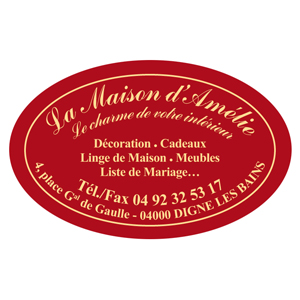 La Maison d'Amélie
Le charme de votre intérieur
Décoration • Cadeaux
Linge de Maison • Meubles
Liste de Mariage...
Tél./Fax 04 92 32 53 17
4, place Gal de Gaulle - 04000 DIGNE LES BAINS